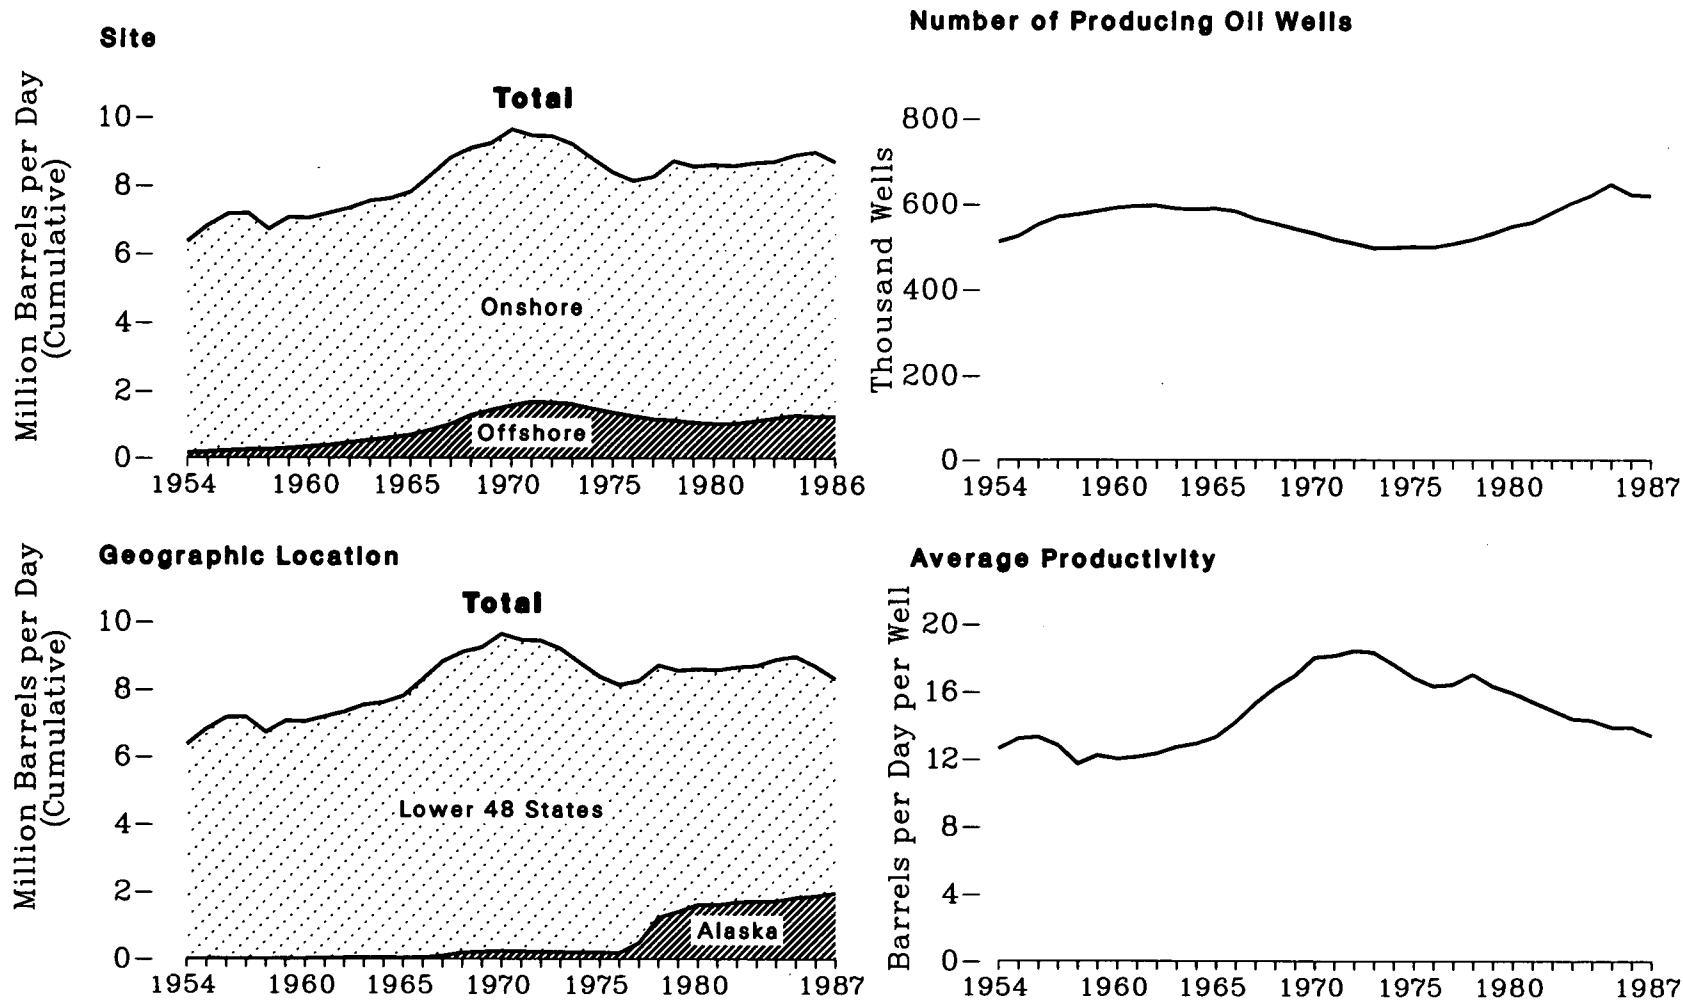 Site
Million Barrels per Day
(Cumulative)
Total
10
8
6
4
2
0
Onshore
Offshore
1954 1960 1965 1970 1975 1980 1986
Number of Producing Oil Wells
Thousand Wells
800
600
400
200
0
1954 1960 1965 1970 1975 1980 1987
Geographic Location
Million Barrels per Day
(Cumulative)
Total
10
8
6
4
2
0
Lower 48 States
Alaska
1954 1960 1965 1970 1975 1980 1987
Average Productivity
Barrels per Day per Well
20
16
12
8
4
0
1954 1960 1965 1970 1975 1980 1987